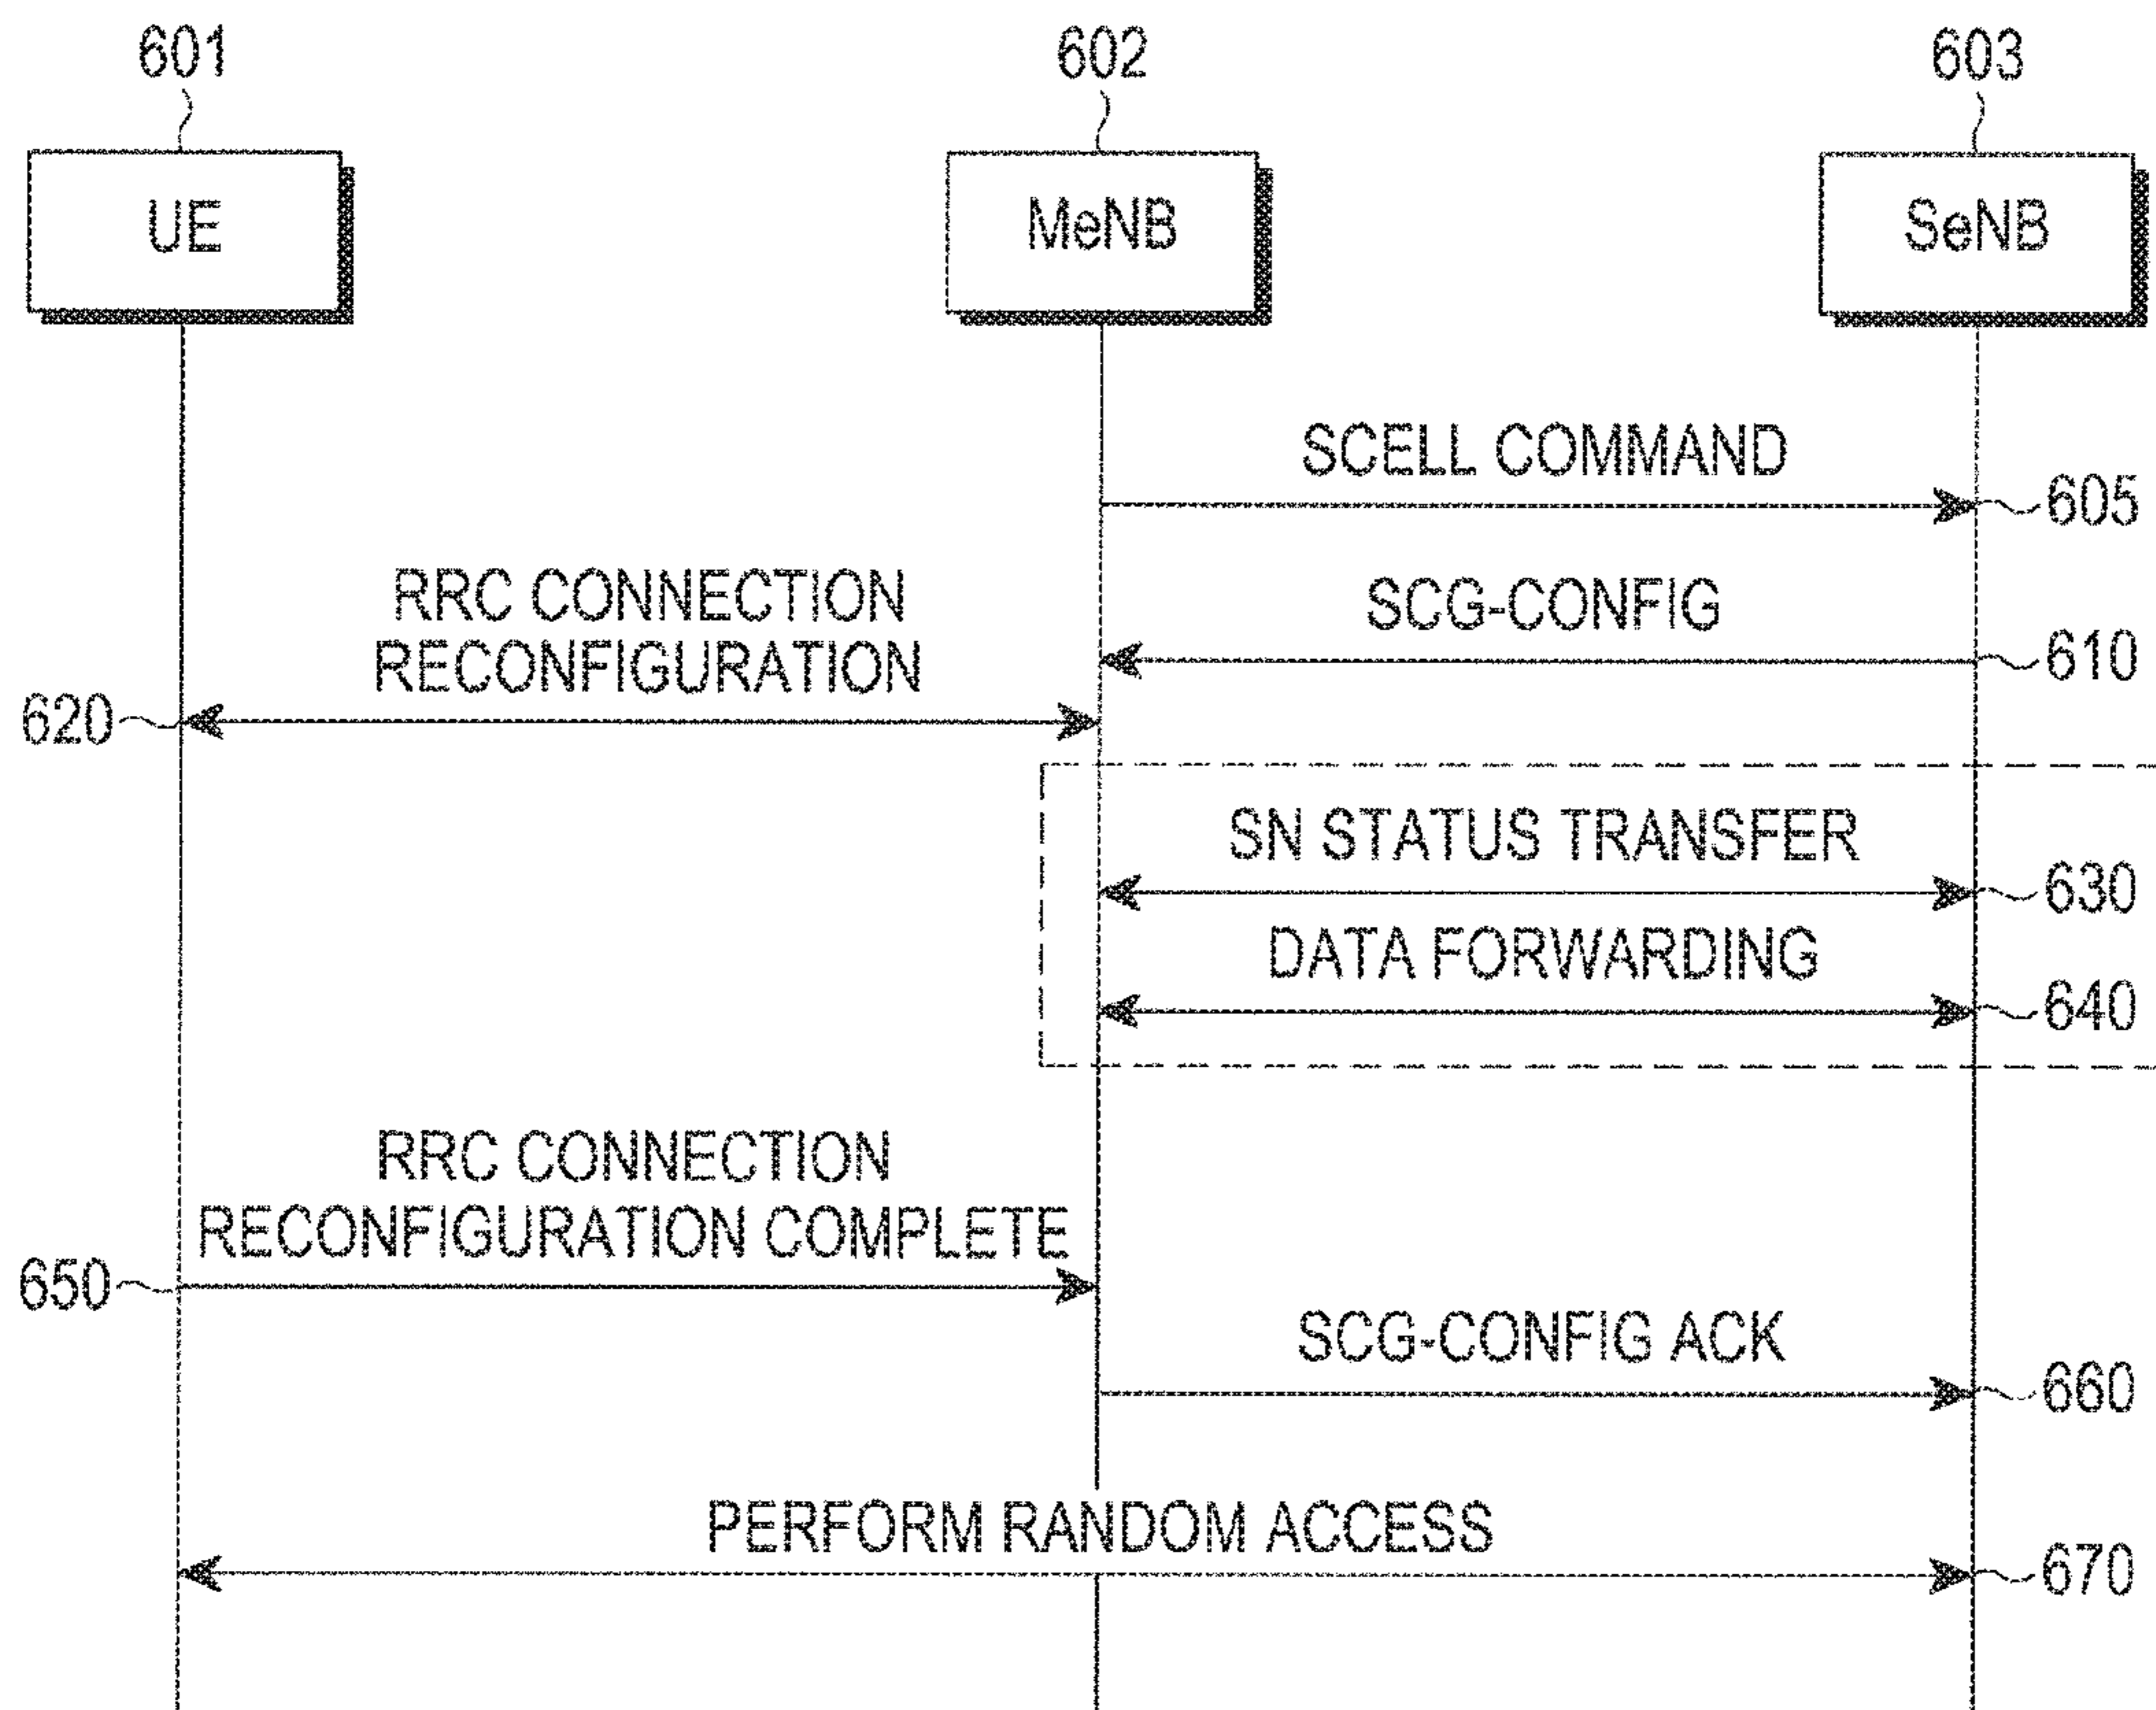 601
602
603
UE
MeNB
SeNB
SCELL COMMAND
605
RRC CONNECTION
RECONFIGURATION
SCG-CONFIG
610
620
SN STATUS TRANSFER
630
DATA FORWARDING
640
RRC CONNECTION
RECONFIGURATION COMPLETE
650
SCG-CONFIG ACK
660
PERFORM RANDOM ACCESS
670